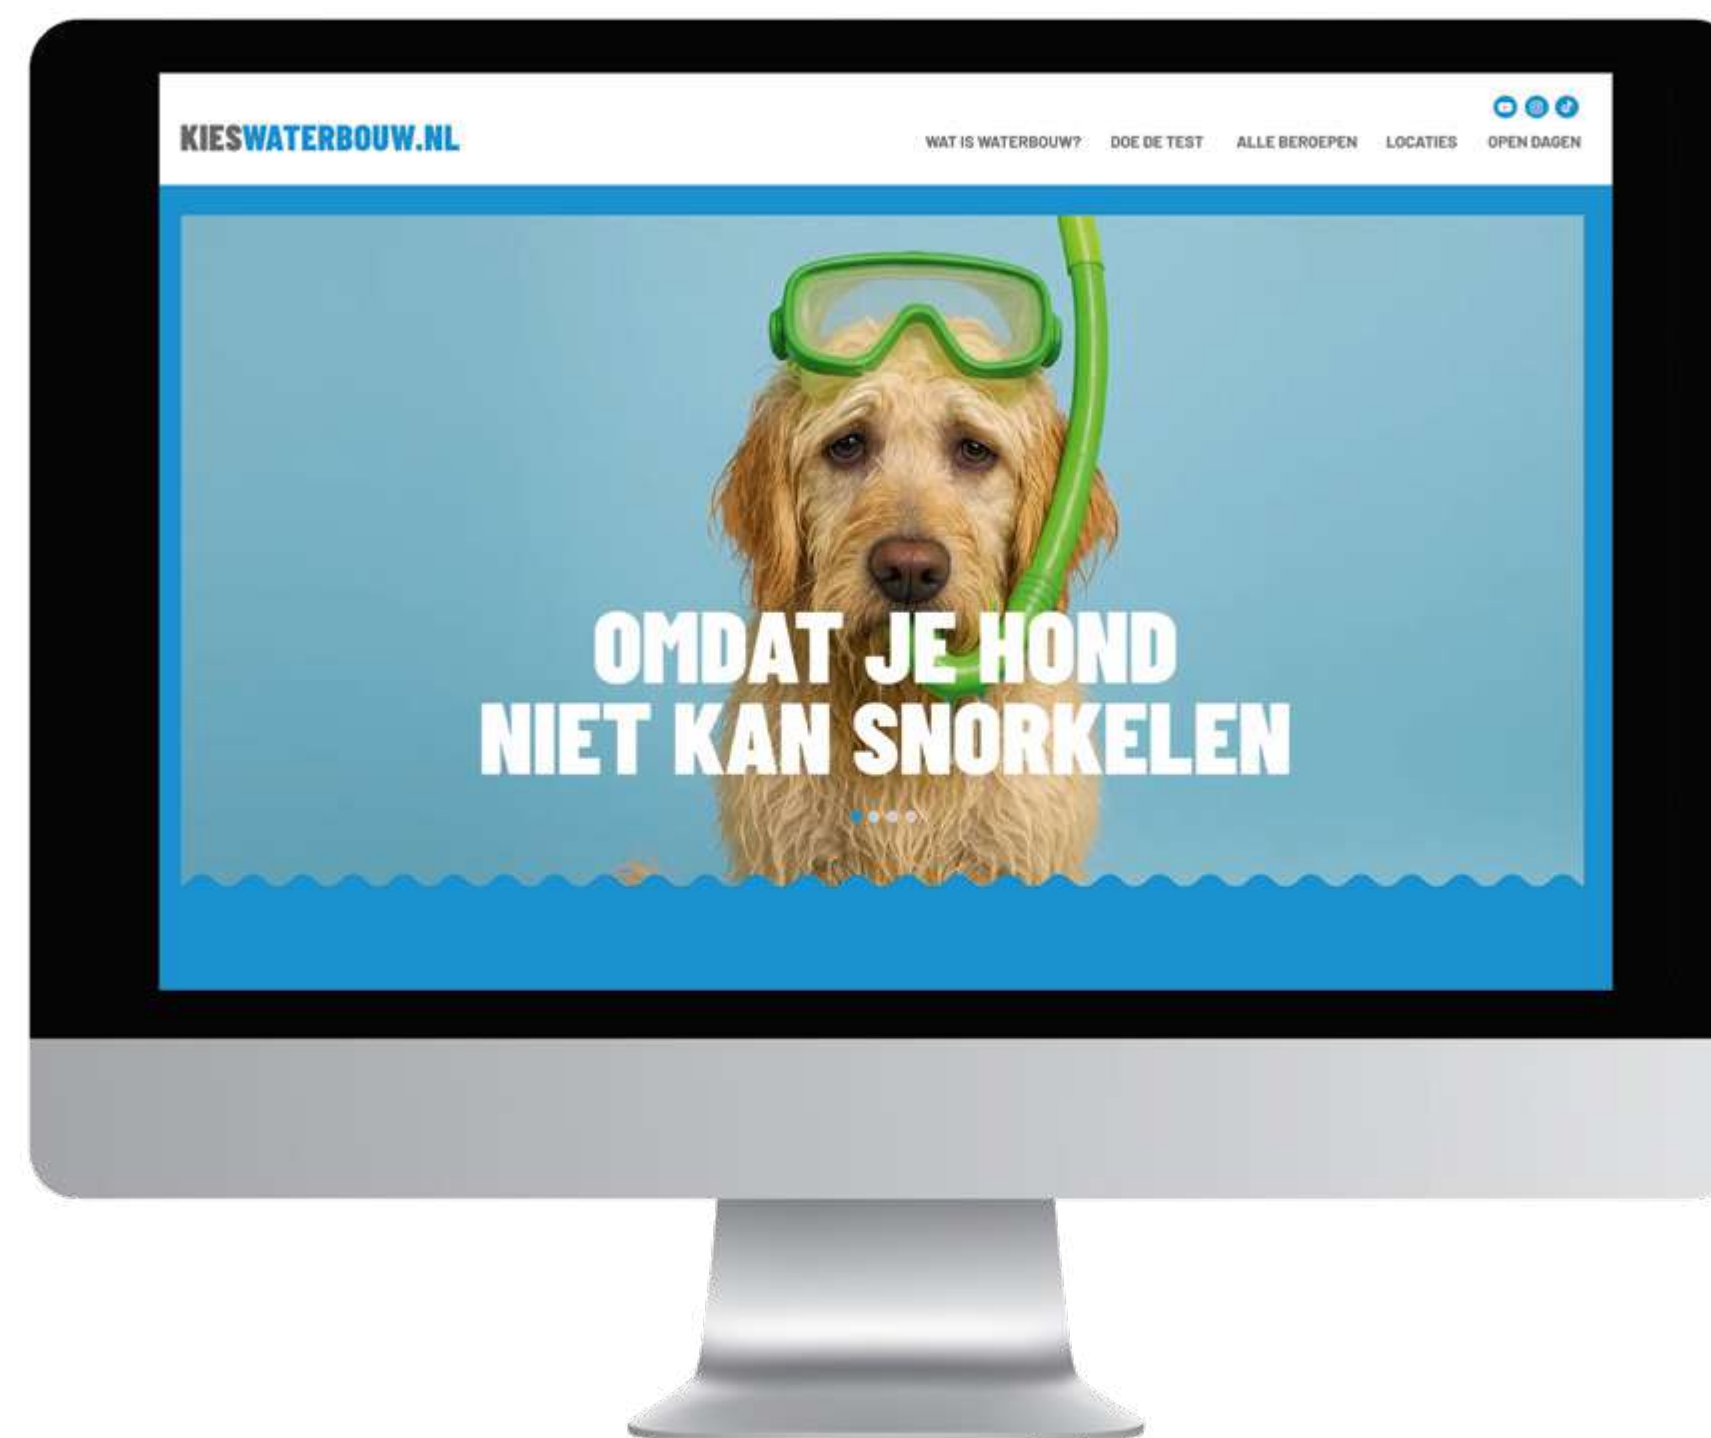 KIESWATERBOUW.NL
WAT IS WATERBOUW? DOE DE TEST ALLE BEROEPEN LOCATIES OPEN DAGEN
OMDAT JE HOND
NIET KAN SNORKELEN